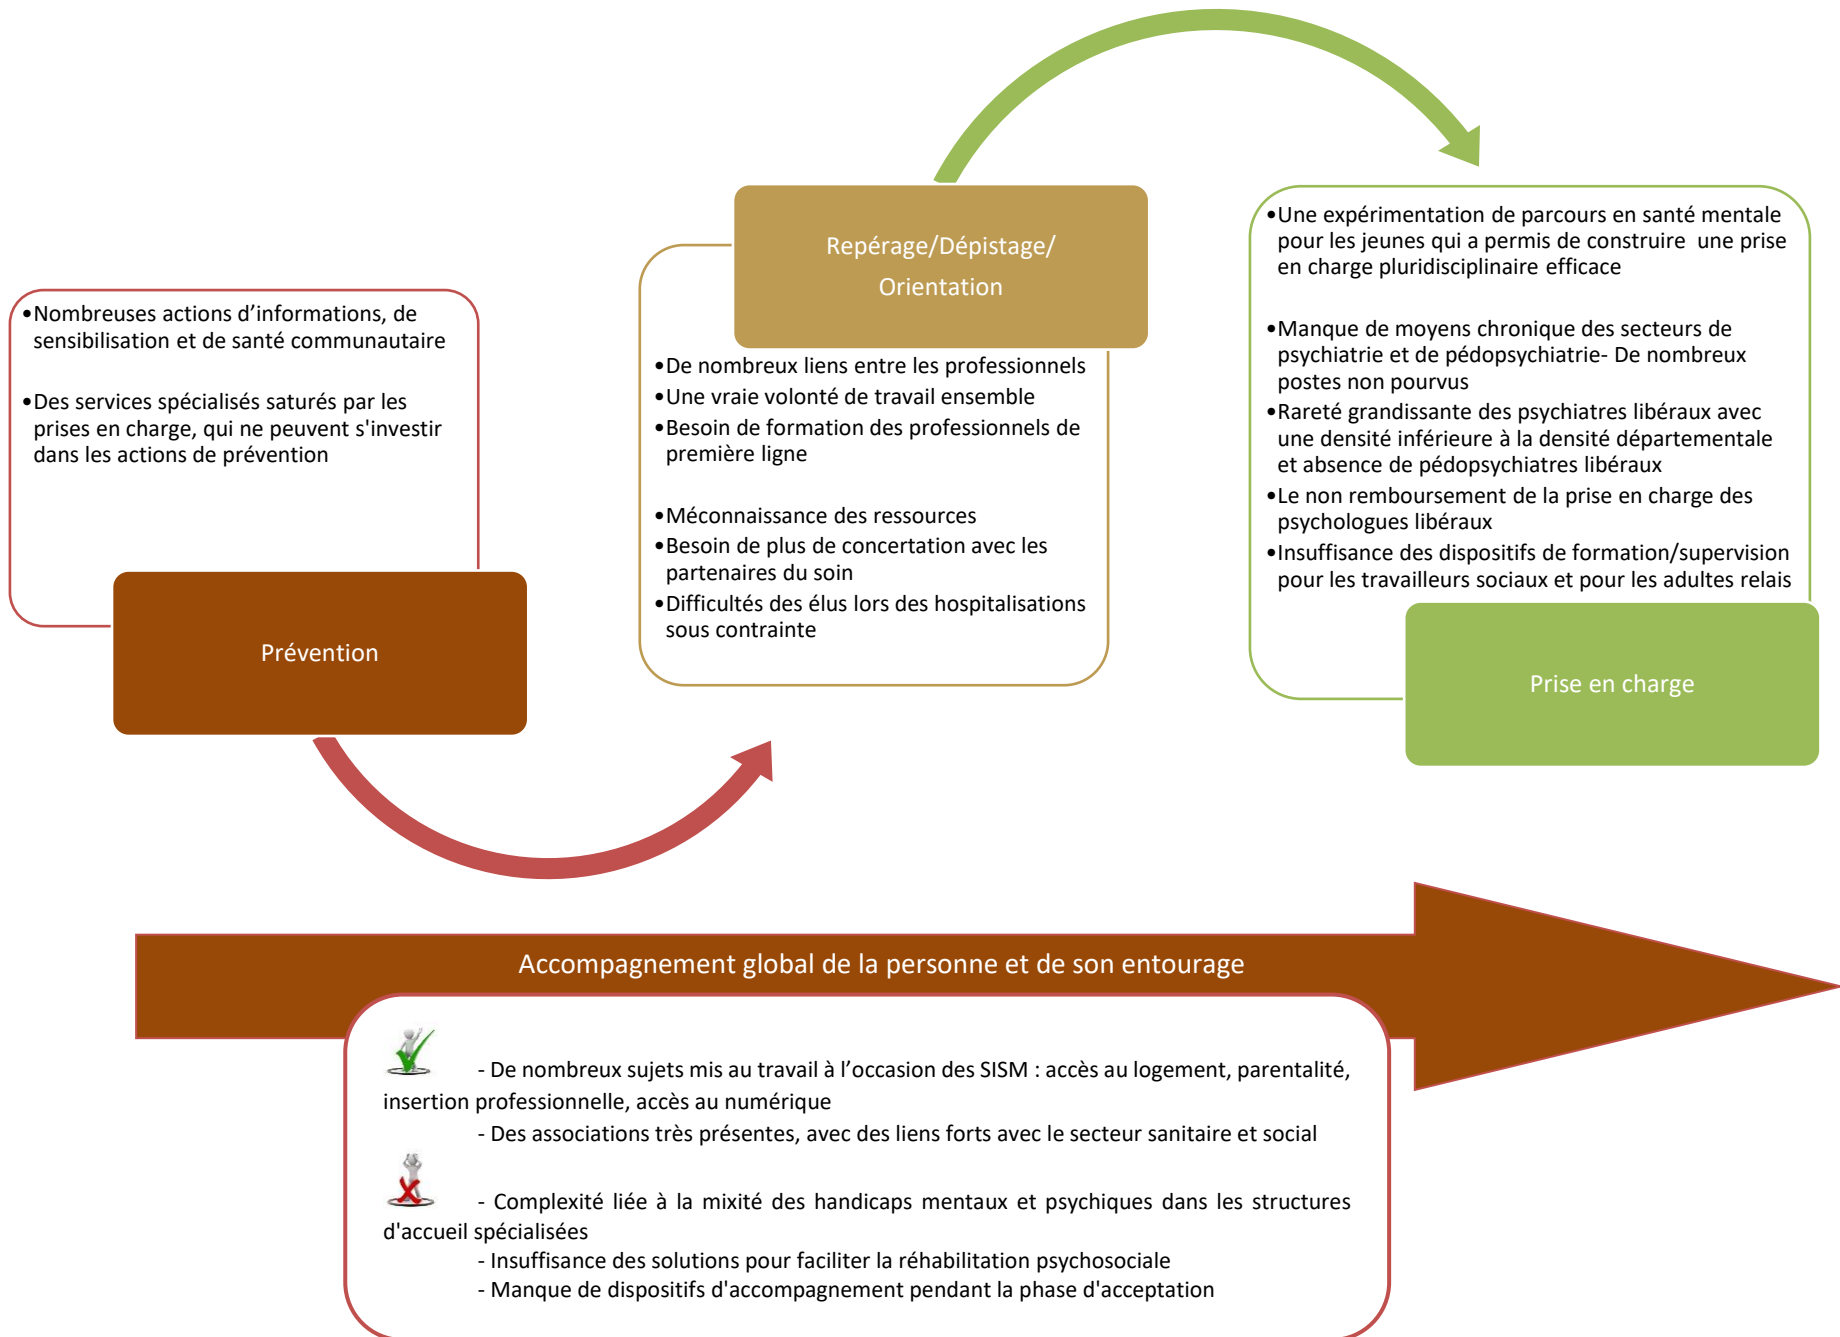 •Nombreuses actions d’informations, de
sensibilisation et de santé communautaire
•Des services spécialisés saturés par les
prises en charge, qui ne peuvent s'investir
dans les actions de prévention
Prévention
Repérage/Dépistage/
Orientation
•De nombreux liens entre les professionnels
•Une vraie volonté de travail ensemble
•Besoin de formation des professionnels de
première ligne
•Méconnaissance des ressources
•Besoin de plus de concertation avec les
partenaires du soin
•Difficultés des élus lors des hospitalisations
sous contrainte
•Une expérimentation de parcours en santé mentale
pour les jeunes qui a permis de construire une prise
en charge pluridisciplinaire efficace
•Manque de moyens chronique des secteurs de
psychiatrie et de pédopsychiatrie- De nombreux
postes non pourvus
•Rareté grandissante des psychiatres libéraux avec
une densité inférieure à la densité départementale
et absence de pédopsychiatres libéraux
•Le non remboursement de la prise en charge des
psychologues libéraux
•Insuffisance des dispositifs de formation/supervision
pour les travailleurs sociaux et pour les adultes relais
Prise en charge
Accompagnement global de la personne et de son entourage
- De nombreux sujets mis au travail à l’occasion des SISM : accès au logement, parentalité,
insertion professionnelle, accès au numérique
- Des associations très présentes, avec des liens forts avec le secteur sanitaire et social
- Complexité liée à la mixité des handicaps mentaux et psychiques dans les structures
d'accueil spécialisées
- Insuffisance des solutions pour faciliter la réhabilitation psychosociale
- Manque de dispositifs d'accompagnement pendant la phase d'acceptation